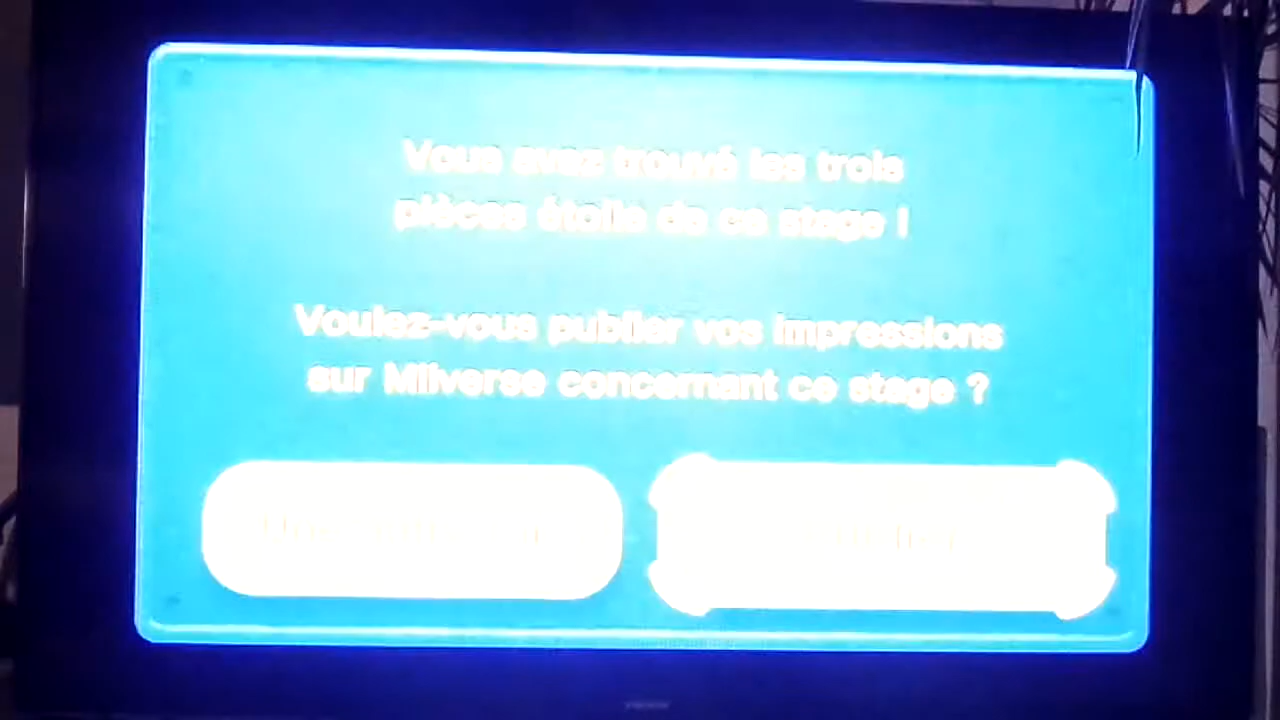 Vous avez trouvé les trois
pièces étoile de ce stage !
Voulez-vous publier vos impressions
sur Miiverse concernant ce stage ?